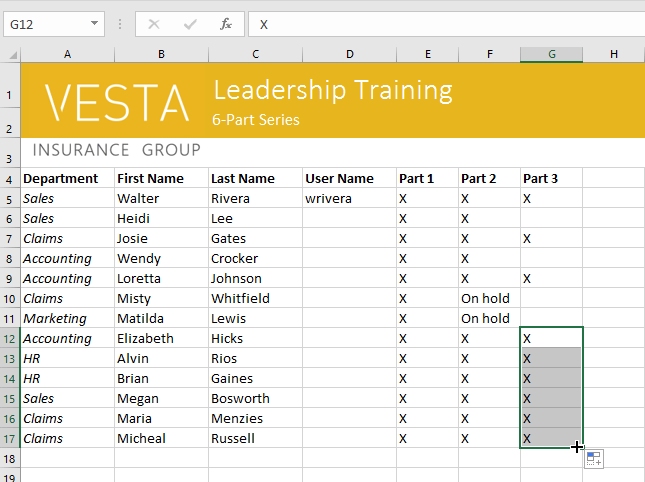 G12 fx X
A B C D E F G H
1 VESTA Leadership Training
2 6-Part Series
3 INSURANCE GROUP
4 Department First Name Last Name User Name Part 1 Part 2 Part 3
5 Sales Walter Rivera wrivera X X X
6 Sales Heidi Lee X X
7 Claims Josie Gates X X X
8 Accounting Wendy Crocker X X
9 Accounting Loretta Johnson X X X
10 Claims Misty Whitfield X On hold
11 Marketing Matilda Lewis X On hold
12 Accounting Elizabeth Hicks X X X
13 HR Alvin Rios X X X
14 HR Brian Gaines X X X
15 Sales Megan Bosworth X X X
16 Claims Maria Menzies X X X
17 Claims Micheal Russell X X X
18
19